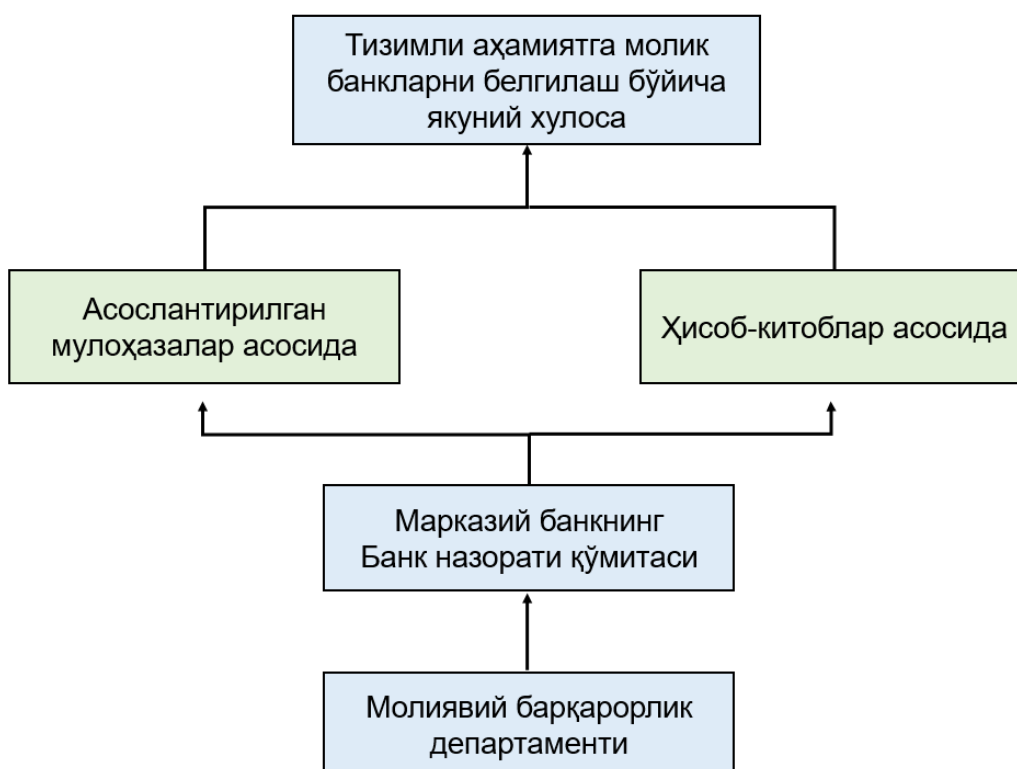 Тизимли аҳамиятга молик
банкларни белгилаш бўйича
якуний хулоса
Асослантирилган
мулоҳазалар асосида
Ҳисоб-китоблар асосида
Марказий банкнинг
Банк назорати қўмитаси
Молиявий барқарорлик
департаменти